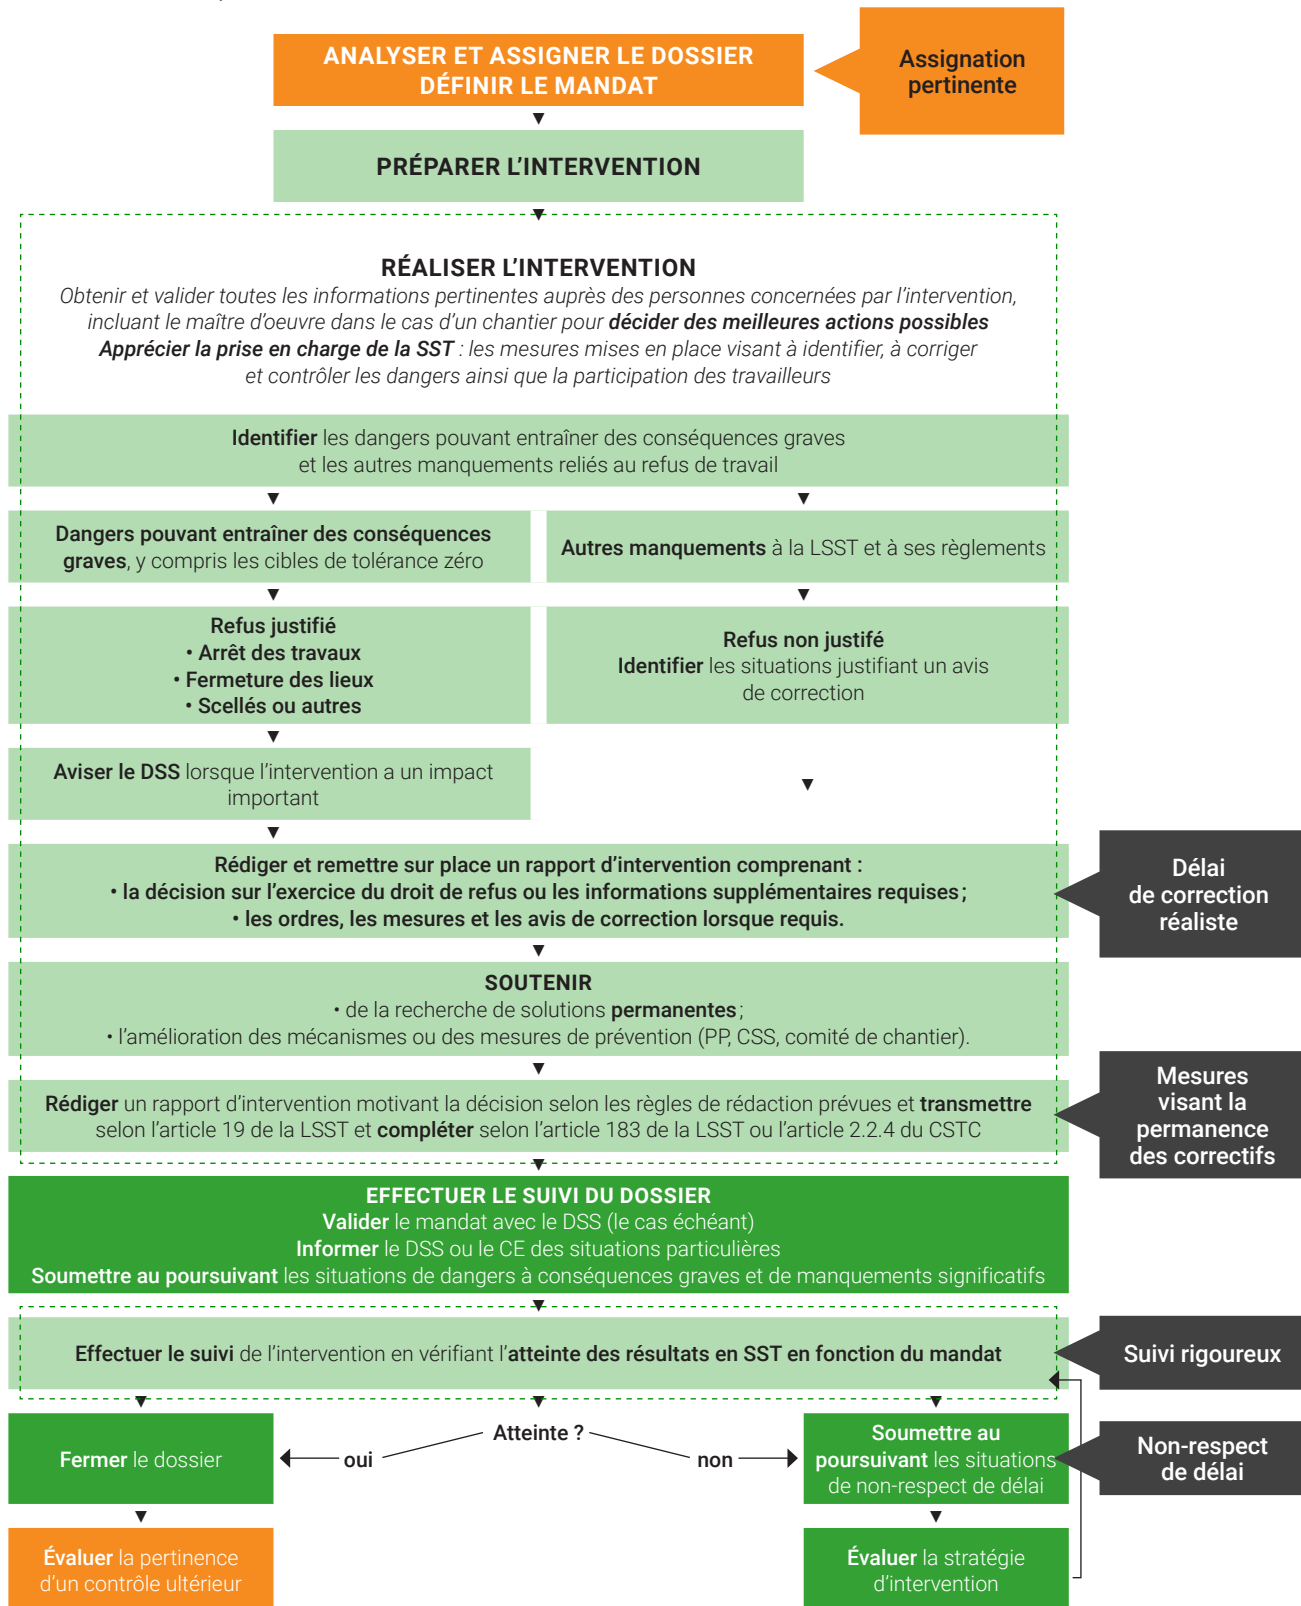 ANALYSER ET ASSIGNER LE DOSSIER
DÉFINIR LE MANDAT
Assignation
pertinente
PRÉPARER L'INTERVENTION
RÉALISER L'INTERVENTION
Obtenir et valider toutes les informations pertinentes auprès des personnes concernées par l'intervention,
incluant le maître d'oeuvre dans le cas d'un chantier pour décider des meilleures actions possibles
Apprécier la prise en charge de la SST : les mesures mises en place visant à identifier, à corriger
et contrôler les dangers ainsi que la participation des travailleurs
Identifier les dangers pouvant entraîner des conséquences graves
et les autres manquements reliés au refus de travail
Dangers pouvant entraîner des conséquences
graves, y compris les cibles de tolérance zéro
Autres manquements à la LSST et à ses règlements
Refus justifié
• Arrêt des travaux
• Fermeture des lieux
• Scellés ou autres
Refus non justifié
Identifier les situations justifiant un avis
de correction
Aviser le DSS lorsque l'intervention a un impact
important
Rédiger et remettre sur place un rapport d'intervention comprenant :
• la décision sur l'exercice du droit de refus ou les informations supplémentaires requises ;
• les ordres, les mesures et les avis de correction lorsque requis.
Délai
de correction
réaliste
SOUTENIR
• de la recherche de solutions permanentes ;
• l'amélioration des mécanismes ou des mesures de prévention (PP, CSS, comité de chantier).
Rédiger un rapport d'intervention motivant la décision selon les règles de rédaction prévues et transmettre
selon l'article 19 de la LSST et compléter selon l'article 183 de la LSST ou l'article 2.2.4 du CSTC
Mesures
visant la
permanence
des correctifs
EFFECTUER LE SUIVI DU DOSSIER
Valider le mandat avec le DSS (le cas échéant)
Informer le DSS ou le CE des situations particulières
Soumettre au poursuivant les situations de dangers à conséquences graves et de manquements significatifs
Effectuer le suivi de l'intervention en vérifiant l'atteinte des résultats en SST en fonction du mandat
Suivi rigoureux
Atteinte ?
oui
non
Fermer le dossier
Soumettre au
poursuivant les situations
de non-respect de délai
Non-respect
de délai
Évaluer la pertinence
d'un contrôle ultérieur
Évaluer la stratégie
d'intervention